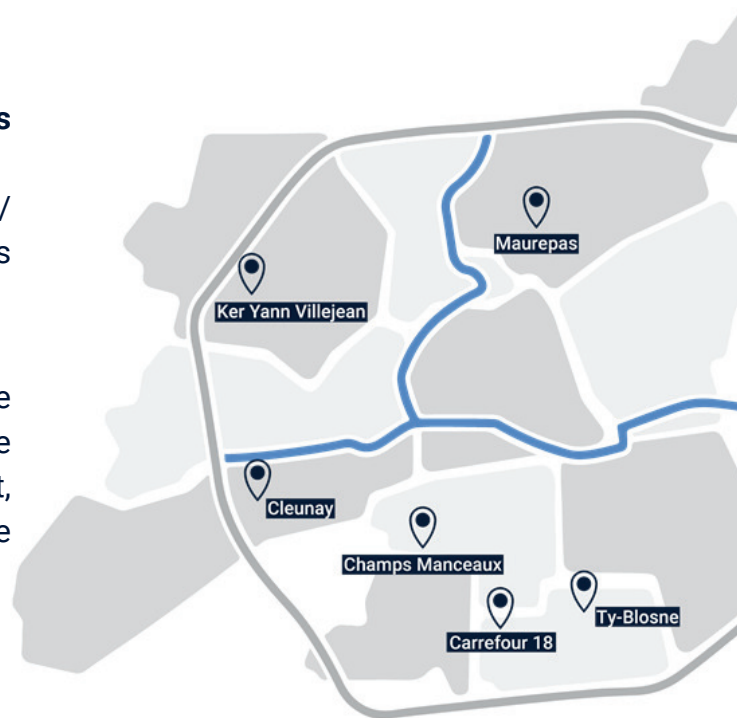 s
/
s
e
e
t,
e
Maurepas
Ker Yann Villejean
Cleunay
Champs Manceaux
Carrefour 18
Ty-Blosne